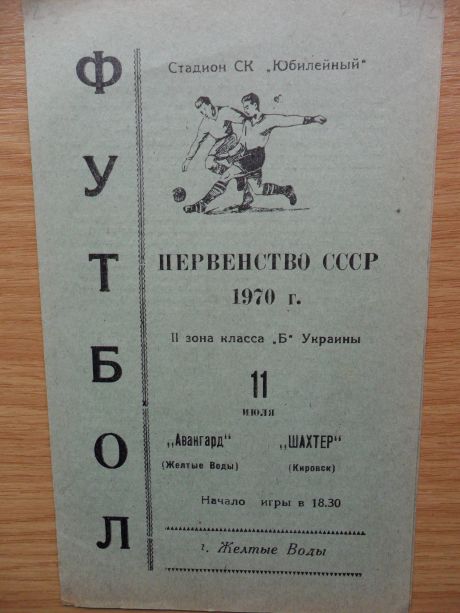 ФУТБОЛ
Стадион СК „Юбилейный"
ПЕРВЕНСТВО СССР
1970 г.
II зона класса „Б" Украины
11
ИЮЛЯ
„Авангард" „ШАХТЕР"
(Желтые Воды) (Кировск)
Начало игры в 18.30
г. Желтые Воды